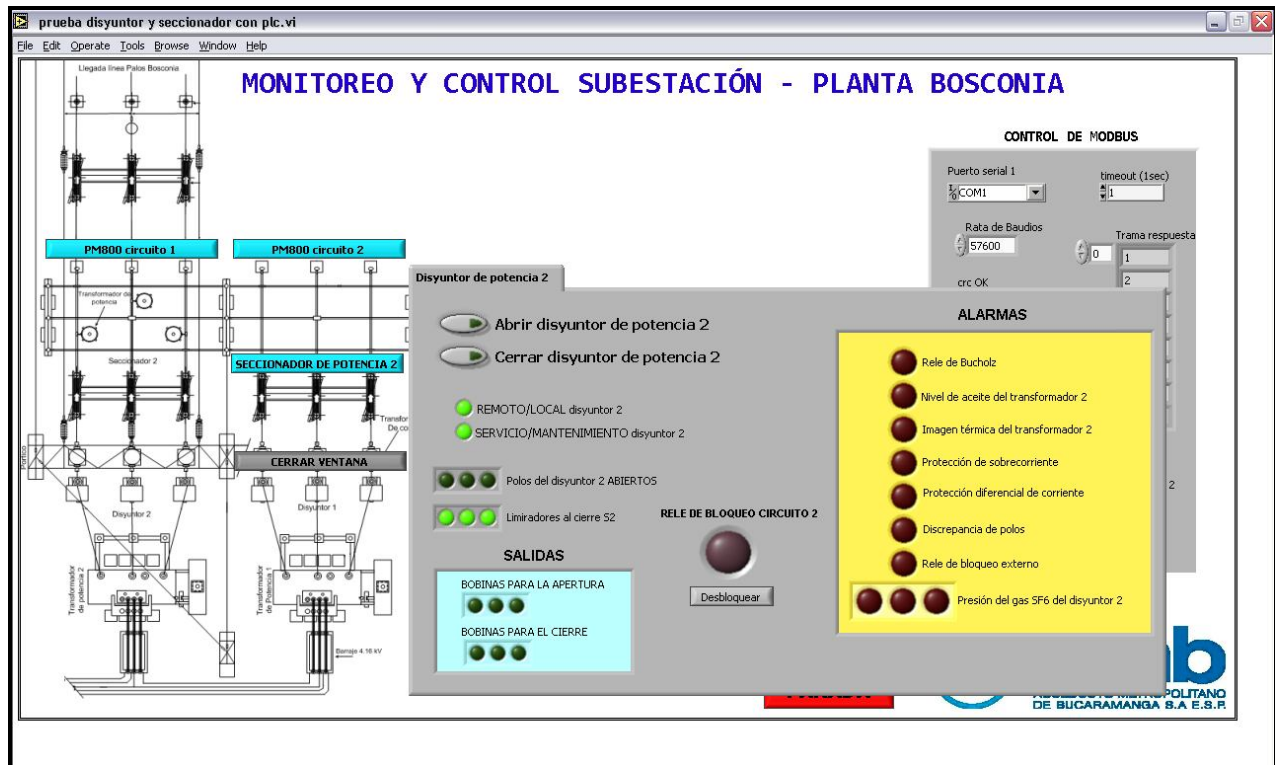 prueba disyuntor y seccionador con plc.vi
File Edit Operate Tools Browse Window Help
Llegada línea Palos Bosconia
MONITOREO Y CONTROL SUBESTACIÓN - PLANTA BOSCONIA
CONTROL DE MODBUS
Puerto serial 1
timeout (1sec)
COM1
1
Rata de Baudios
57600
Trama respuesta
0
1
2
crc OK
PM800 circuito 1
PM800 circuito 2
Transformador de
potencia
Seccionador 2
SECCIONADOR DE POTENCIA 2
Transfor
De co
Portico
CERRAR VENTANA
Disyuntor 2
Disyuntor 1
Transformador
de potencia 2
Transformador
de Potencia 1
Barraje 4.16 kV
Disyuntor de potencia 2
Abrir disyuntor de potencia 2
Cerrar disyuntor de potencia 2
REMOTO/LOCAL disyuntor 2
SERVICIO/MANTENIMIENTO disyuntor 2
Polos del disyuntor 2 ABIERTOS
Limiradores al cierre S2
SALIDAS
BOBINAS PARA LA APERTURA
BOBINAS PARA EL CIERRE
RELE DE BLOQUEO CIRCUITO 2
Desbloquear
ALARMAS
Rele de Bucholz
Nivel de aceite del transformador 2
Imagen térmica del transformador 2
Protección de sobrecorriente
Protección diferencial de corriente
Discrepancia de polos
Rele de bloqueo externo
Presión del gas SF6 del disyuntor 2
2
DE BUCARAMANGA S.A E.S.P.